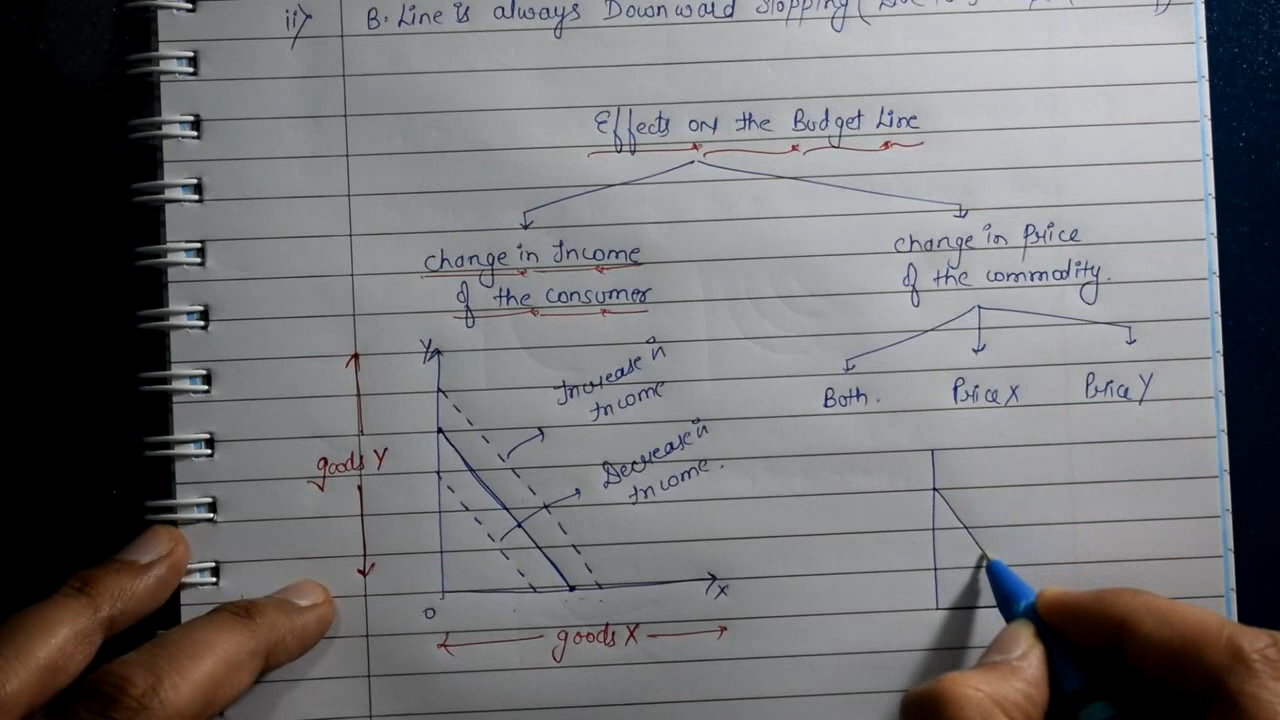 ii) B. Line is always Downward Slopping (
Effects on the Budget Line
change in Income
of the consumer
change in Price
of the commodity.
Both.
Price X
Price Y
Y
Increase in
Income
Decrease in
Income.
goods Y
O
X
goods X